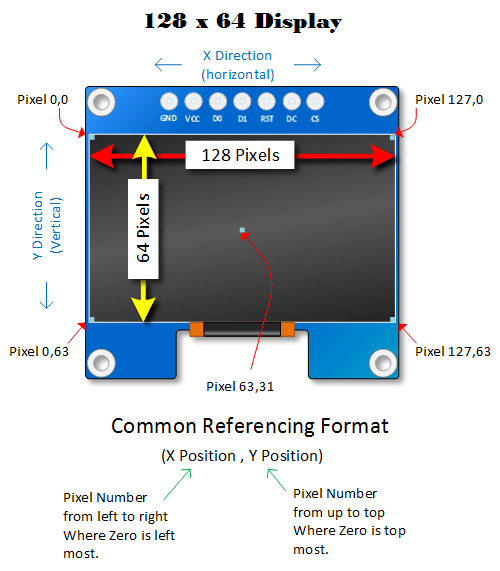 128 x 64 Display
X Direction
(horizontal)
Pixel 0,0
Pixel 127,0
GND VCC D0 D1 RST DC CS
128 Pixels
64 Pixels
Y Direction
(Vertical)
Pixel 0,63
Pixel 127,63
Pixel 63,31
Common Referencing Format
(X Position , Y Position)
Pixel Number
from left to right
Where Zero is left
most.
Pixel Number
from up to top
Where Zero is top
most.